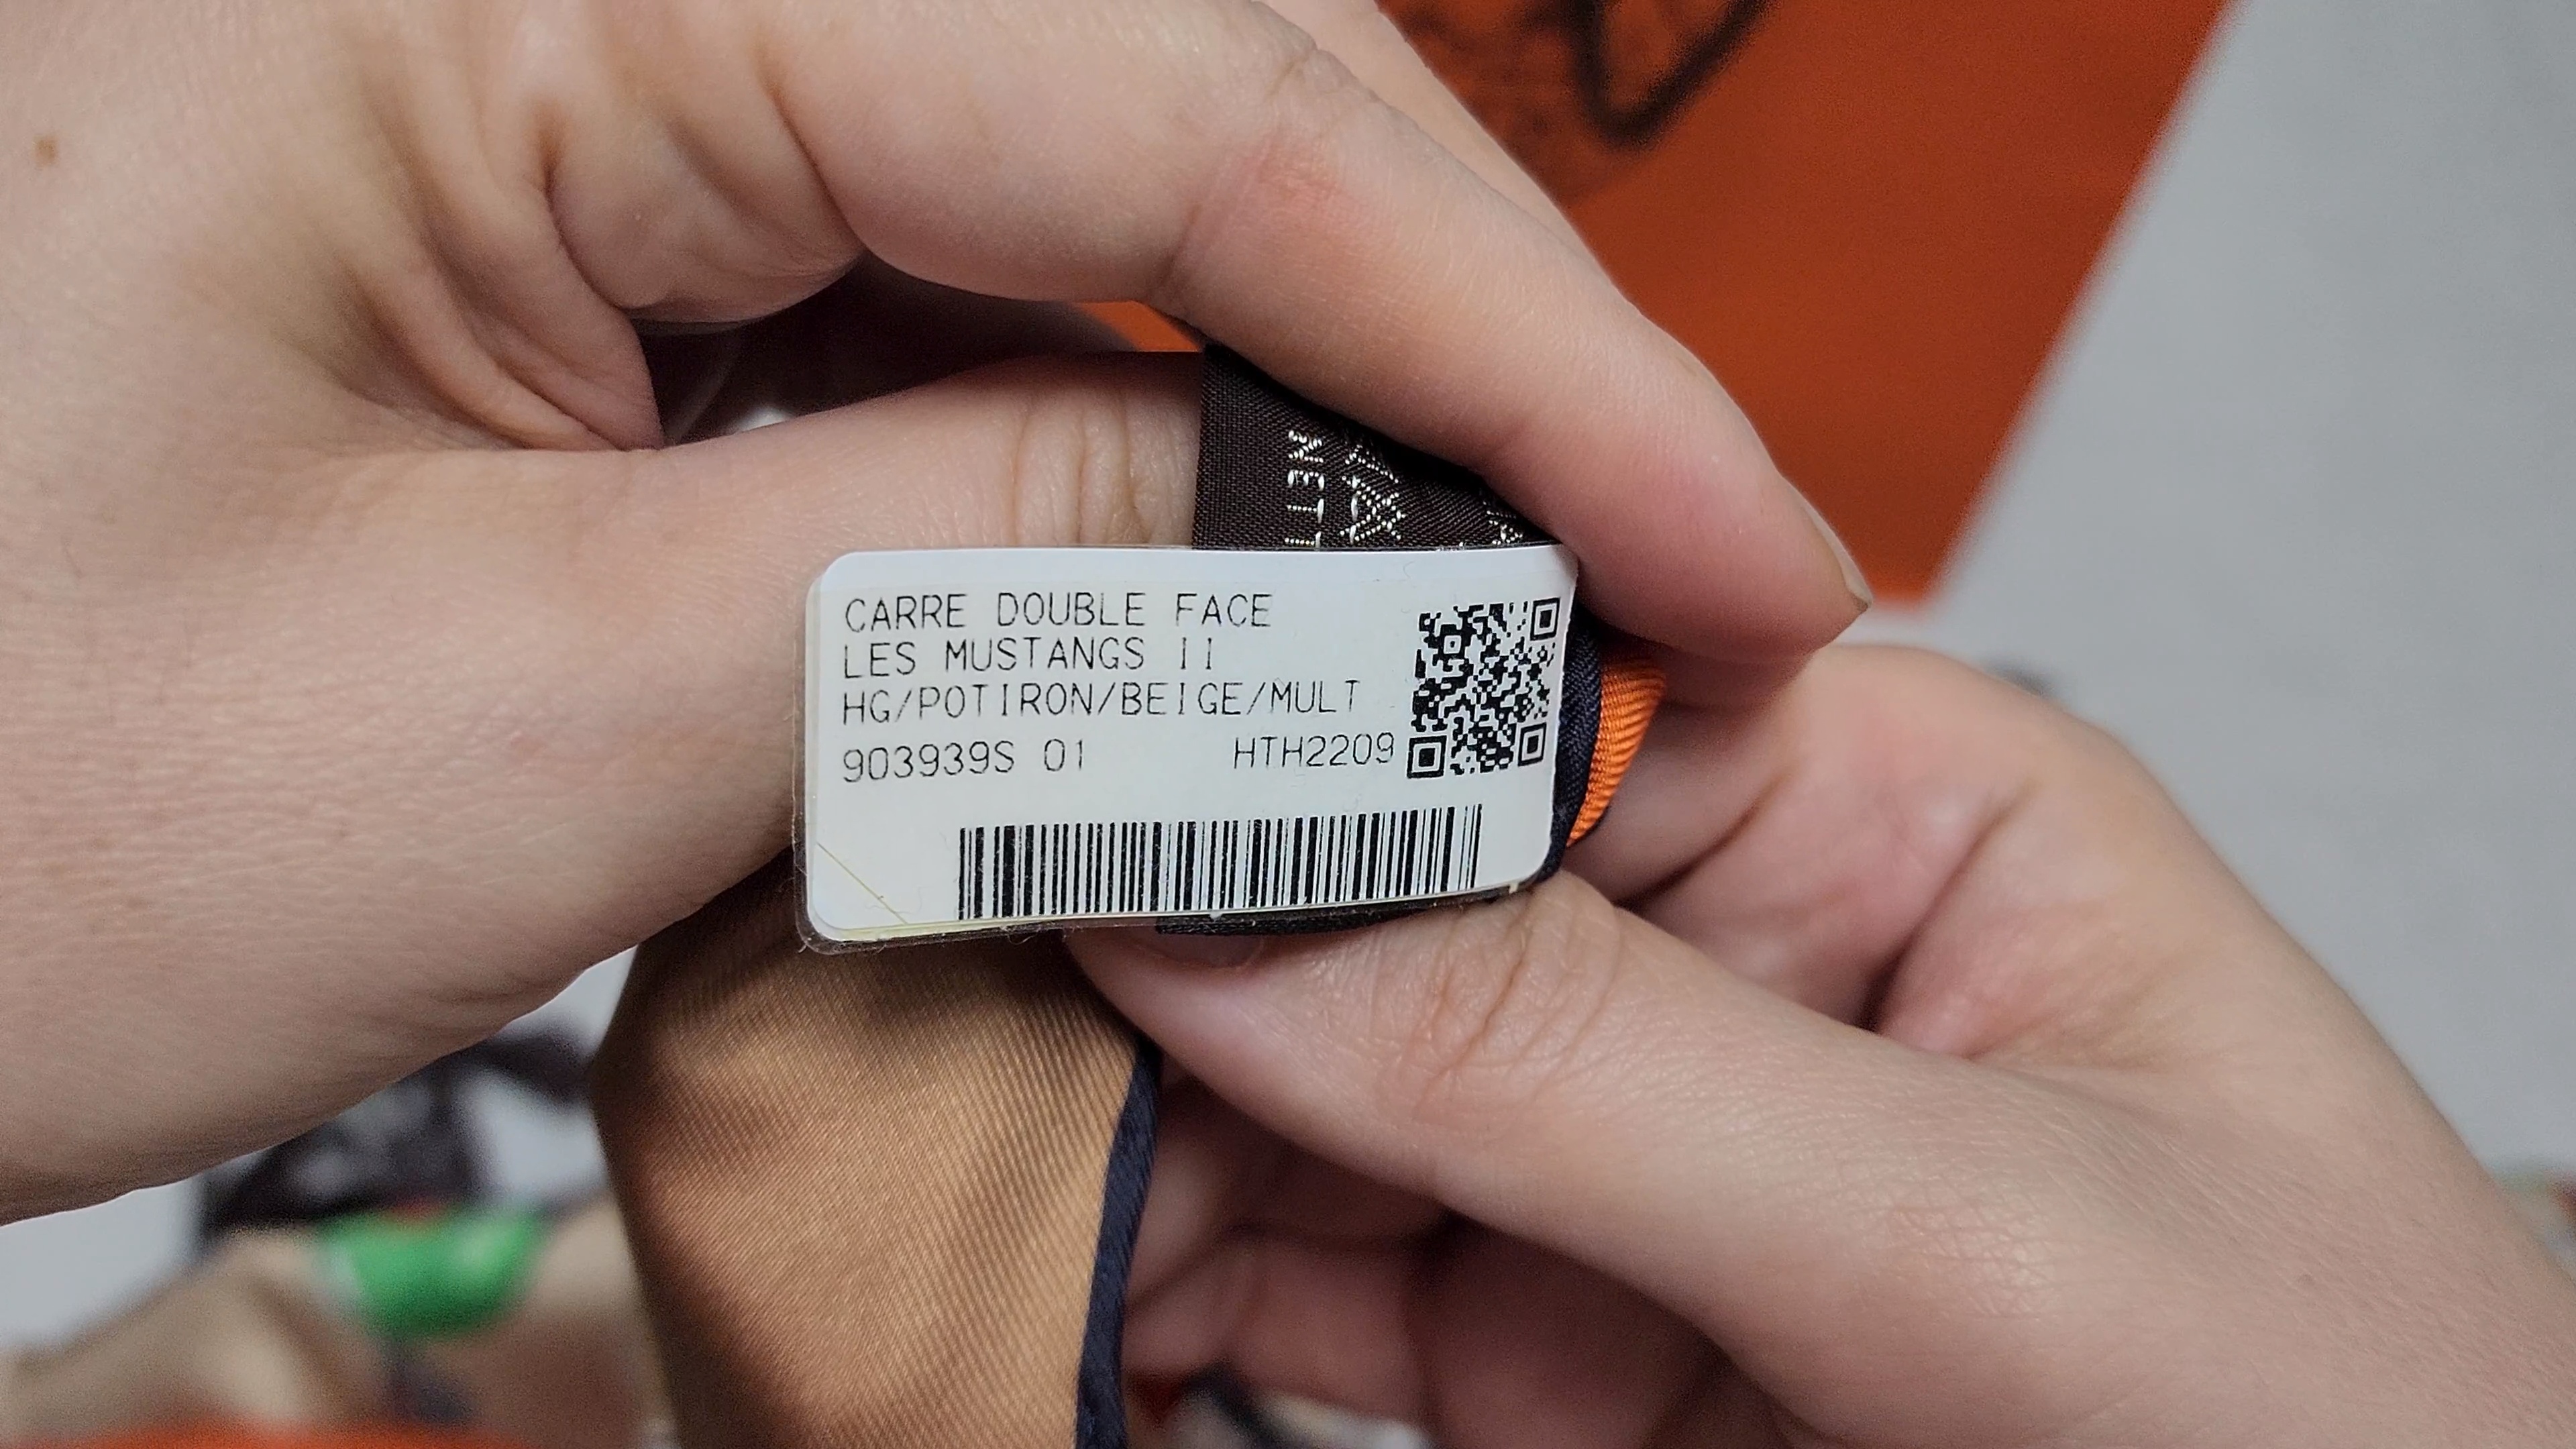 CARRE DOUBLE FACE
LES MUSTANGS II
HG/POTIRON/BEIGE/MULT
903939S 01 HTH2209